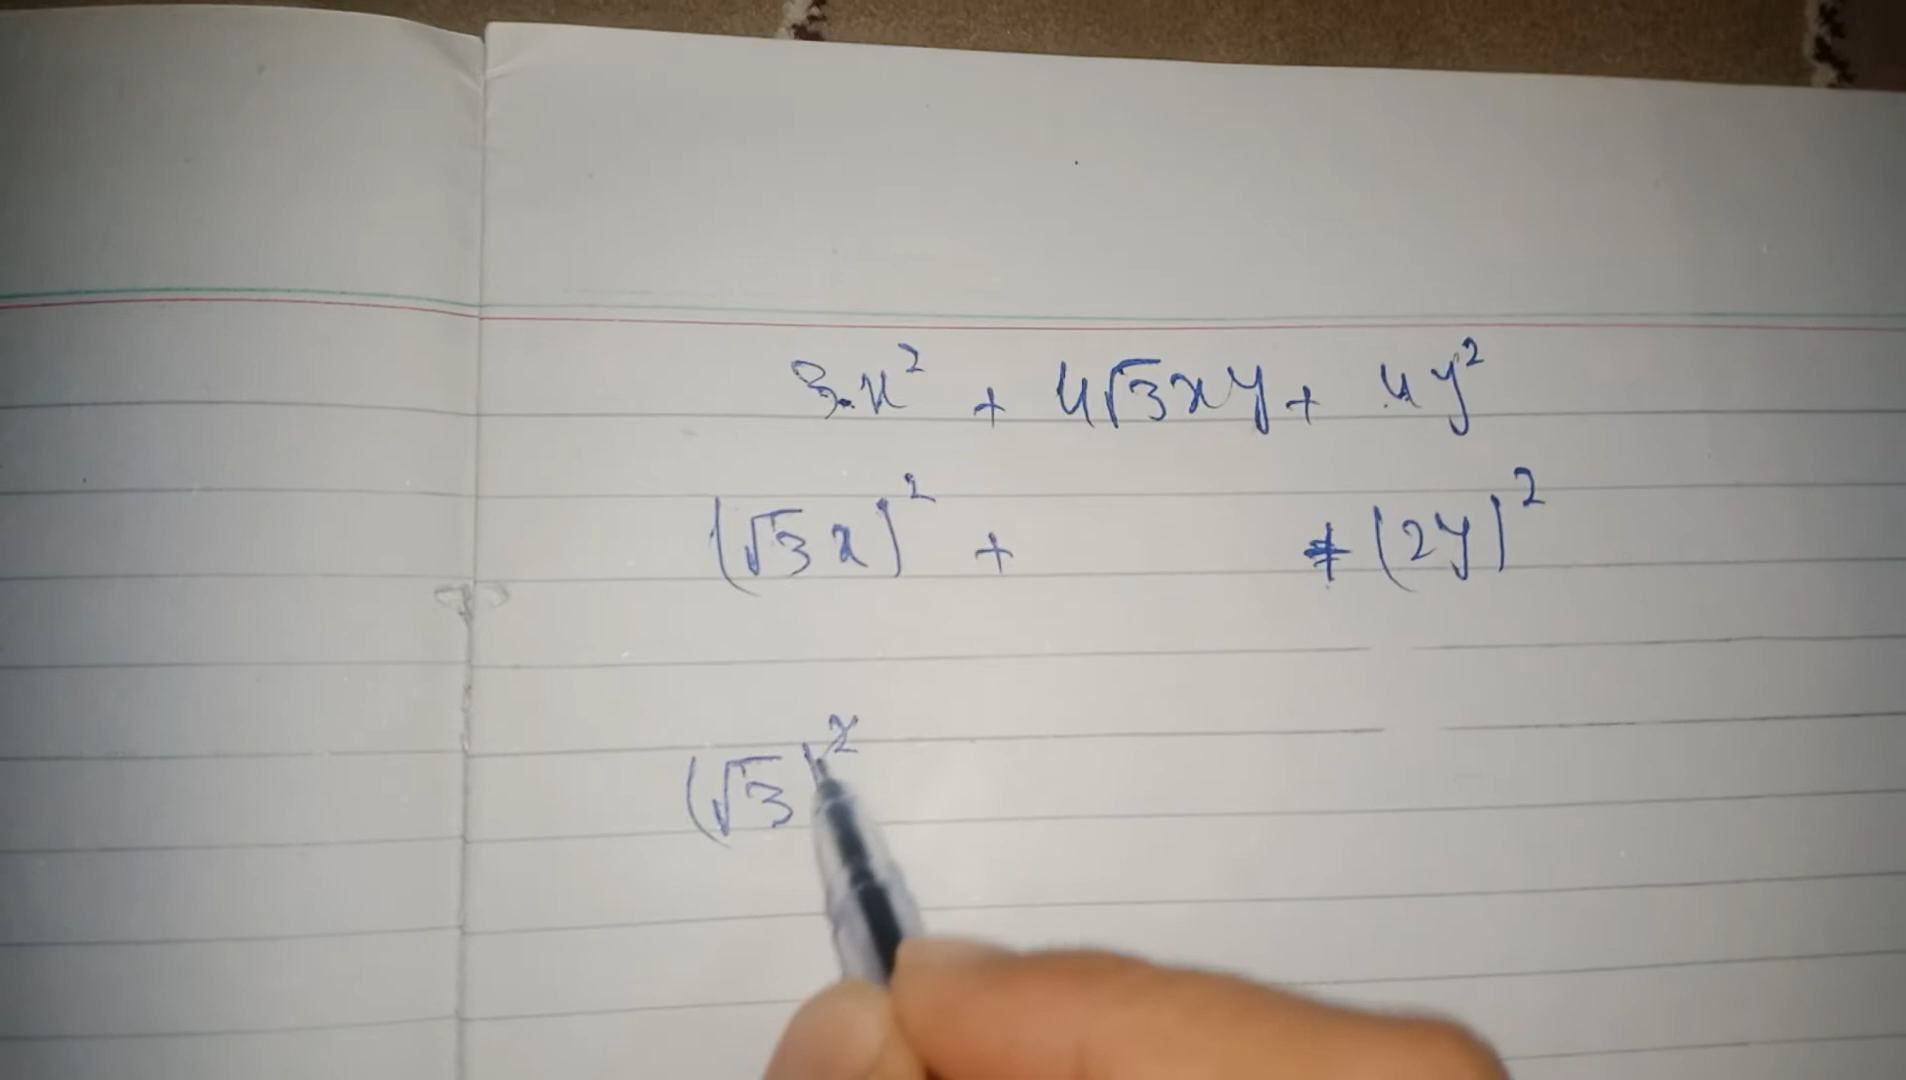 3x² + 4√3xy + 4y²
(√3x)² + + (2y)²
(√3)²